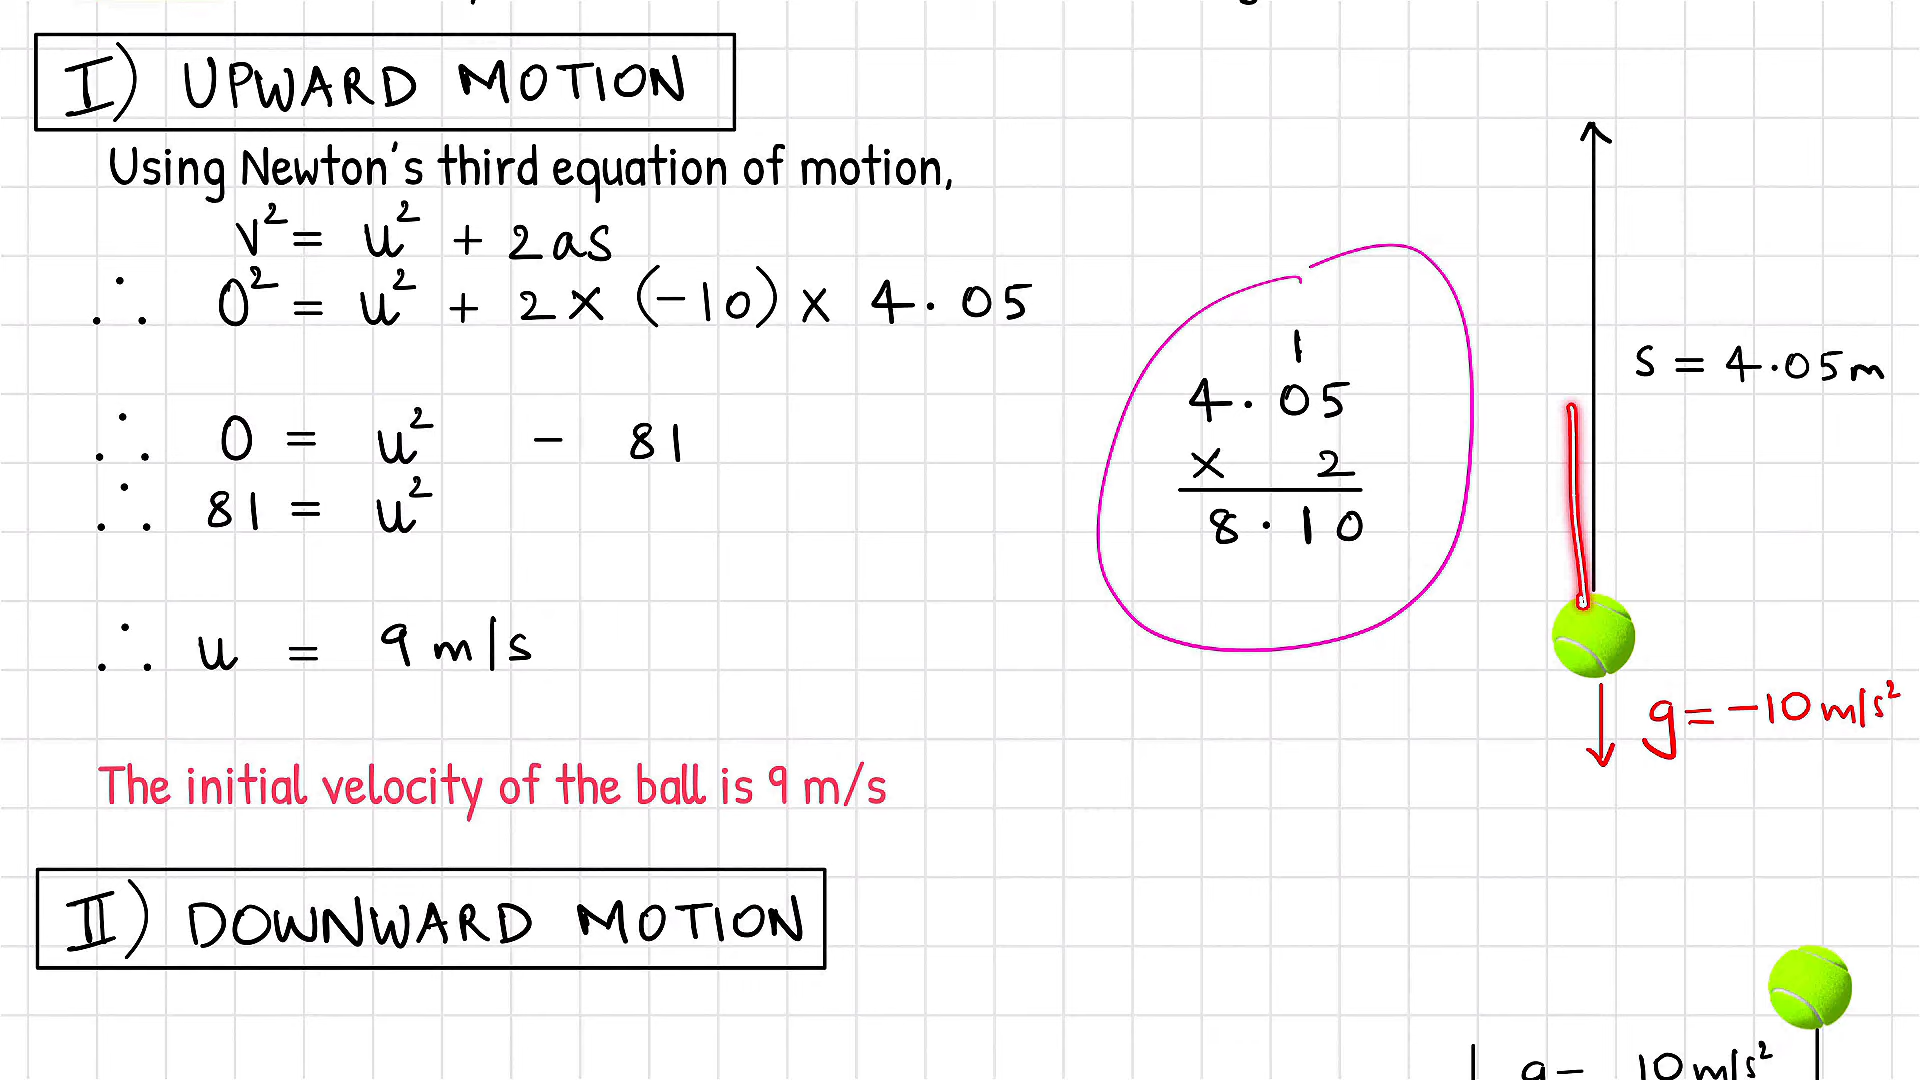 I) UPWARD MOTION
Using Newton's third equation of motion,
v² = u² + 2as
∴ 0² = u² + 2 × (-10) × 4.05
∴ 0 = u² - 81
∴ 81 = u²
∴ u = 9 m/s
The initial velocity of the ball is 9 m/s
1
4.05
× 2
8.10
s = 4.05m
g = -10 m/s²
II) DOWNWARD MOTION
10 m/s²